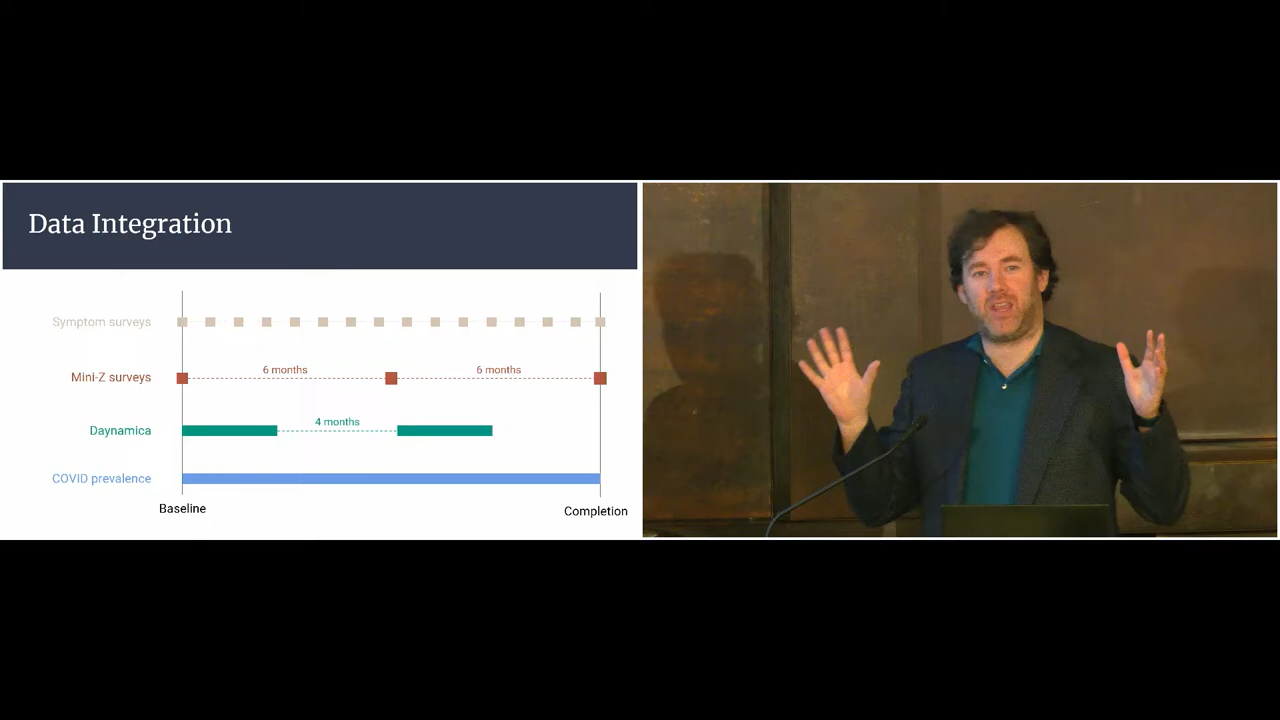 Data Integration
Symptom surveys
Mini-Z surveys
6 months
6 months
Daynamica
4 months
COVID prevalence
Baseline
Completion